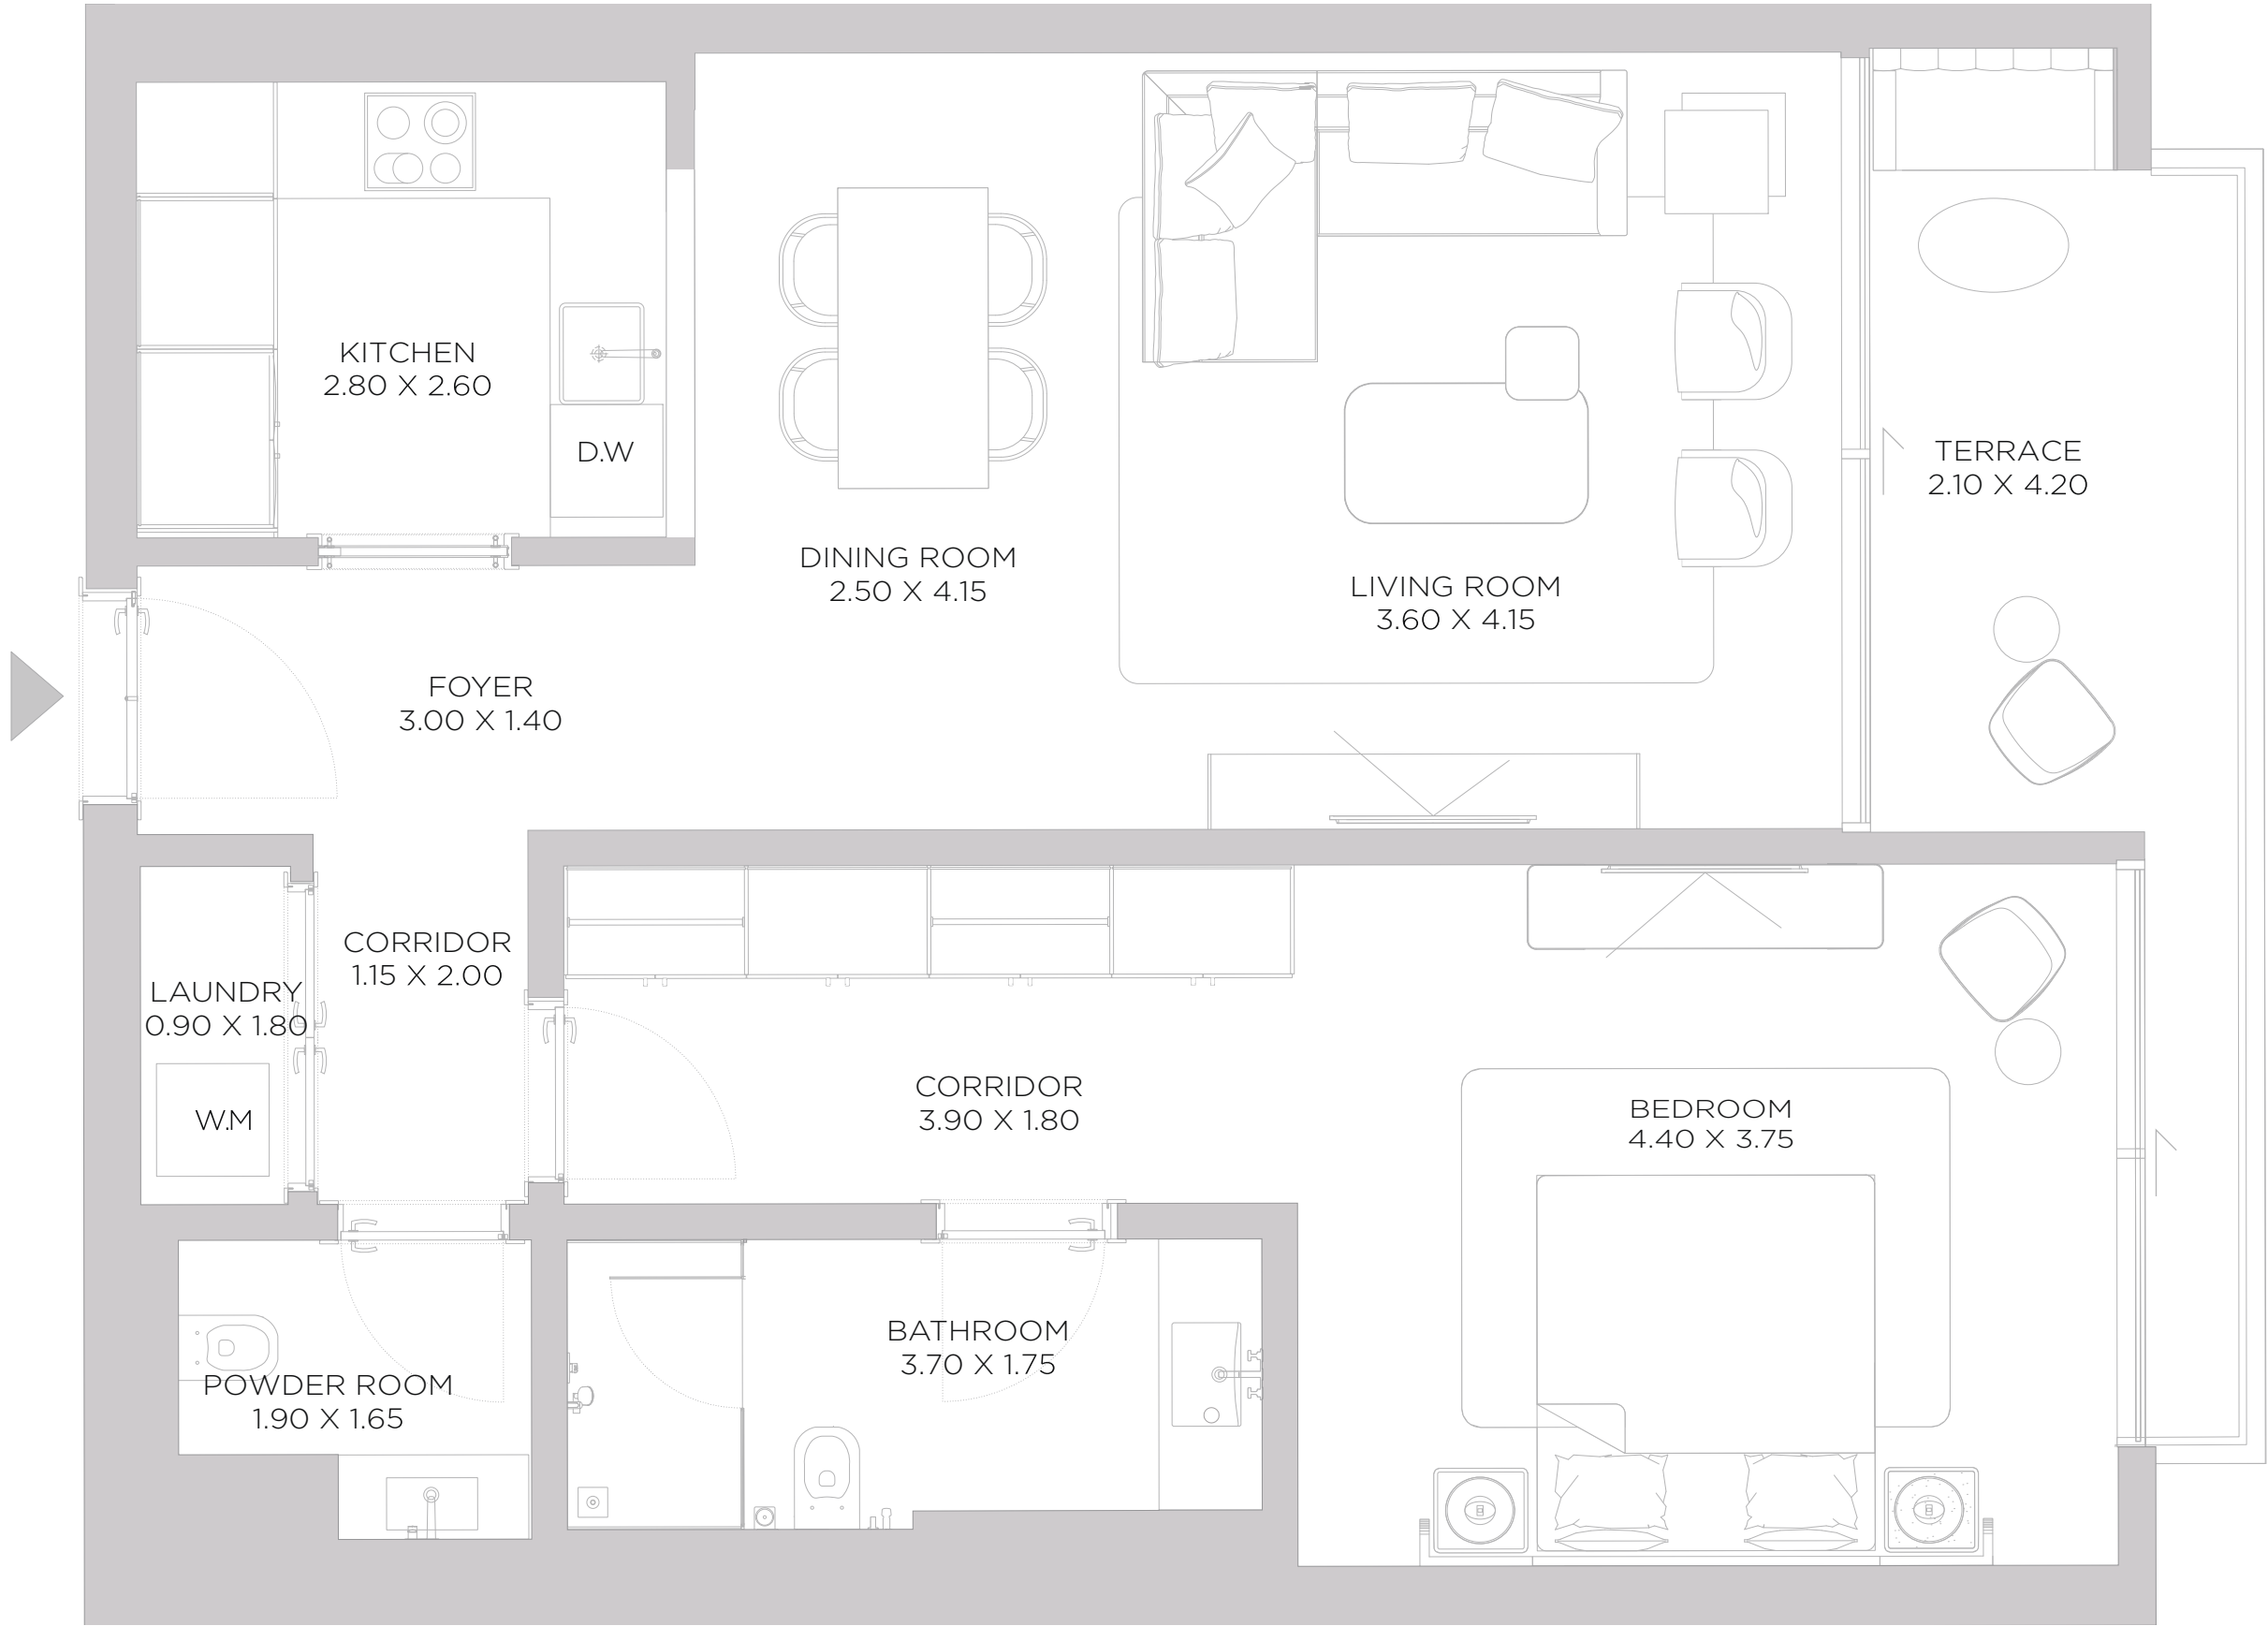 KITCHEN
2.80 X 2.60
D.W
TERRACE
2.10 X 4.20
DINING ROOM
2.50 X 4.15
LIVING ROOM
3.60 X 4.15
FOYER
3.00 X 1.40
CORRIDOR
1.15 X 2.00
LAUNDRY
0.90 X 1.80
W.M
CORRIDOR
3.90 X 1.80
BEDROOM
4.40 X 3.75
BATHROOM
3.70 X 1.75
POWDER ROOM
1.90 X 1.65